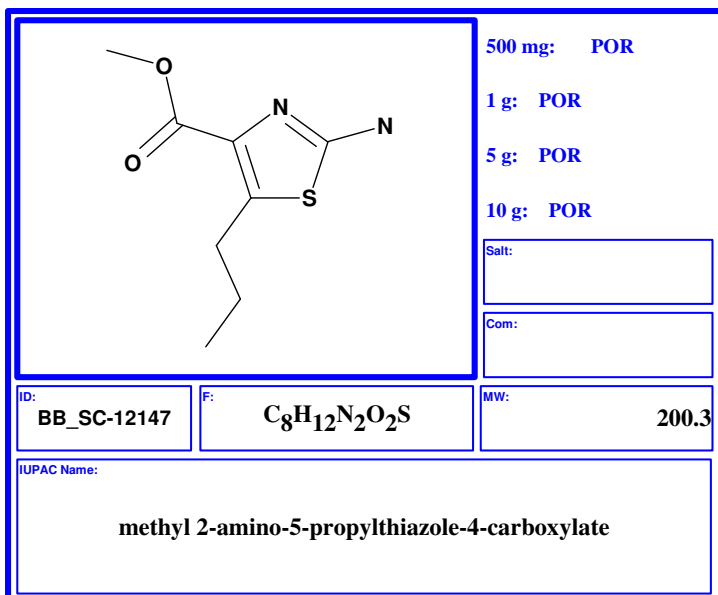 O
O
N
N
S
500 mg: POR
1 g: POR
5 g: POR
10 g: POR
Salt:
Com:
ID:
BB_SC-12147
F:
C8H12N2O2S
MW:
200.3
IUPAC Name:
methyl 2-amino-5-propylthiazole-4-carboxylate